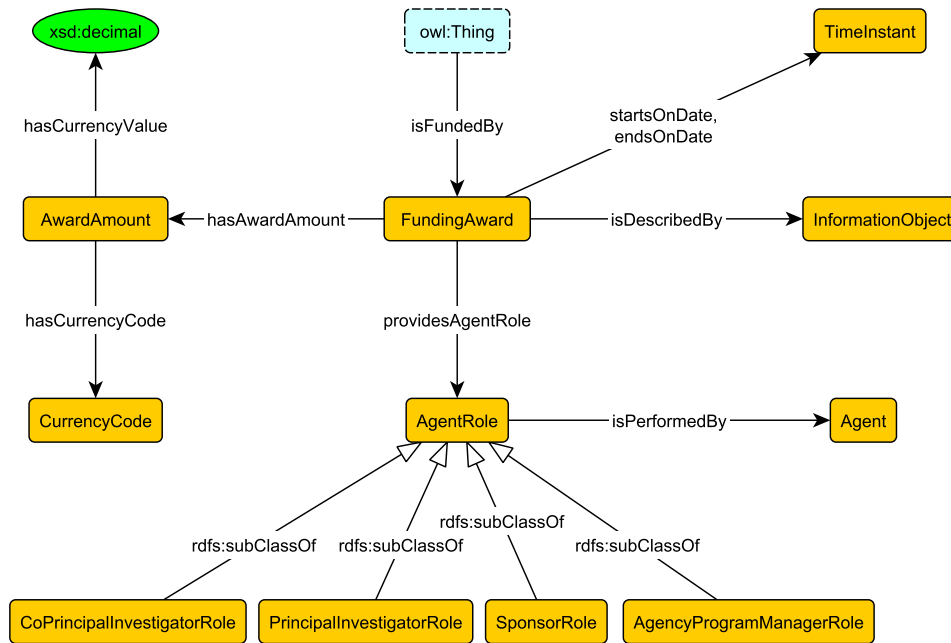 xsd:decimal
owl:Thing
TimeInstant
hasCurrencyValue
isFundedBy
startsOnDate,
endsOnDate
AwardAmount
hasAwardAmount
FundingAward
isDescribedBy
InformationObject
hasCurrencyCode
providesAgentRole
CurrencyCode
AgentRole
isPerformedBy
Agent
rdfs:subClassOf
rdfs:subClassOf
rdfs:subClassOf
rdfs:subClassOf
CoPrincipalInvestigatorRole
PrincipalInvestigatorRole
SponsorRole
AgencyProgramManagerRole